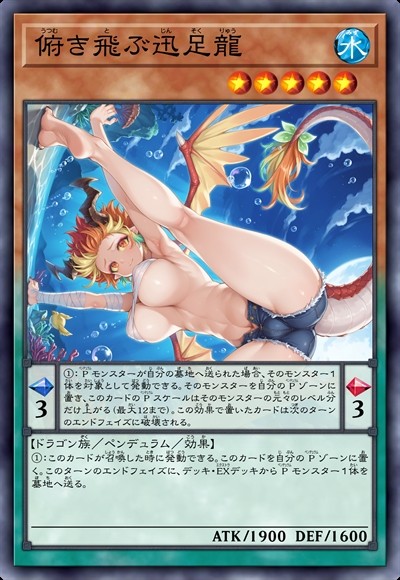 俯き飛ぶ迅足龍
水
①：Ｐモンスターが自分の墓地へ送られた場合、そのモンスター１
体を対象として発動できる。そのモンスターを自分のＰゾーンに
置き、このカードのＰスケールはそのモンスターの元々のレベル分
だけ上がる（最大12まで）。この効果で置いたカードは次のターン
のエンドフェイズに破壊される。
3
3
【ドラゴン族／ペンデュラム／効果】
①：このカードが召喚した時に発動できる。このカードを自分のＰゾーンに置
く。このターンのエンドフェイズに、デッキ・EXデッキからＰモンスター１体を
墓地へ送る。
ATK/1900 DEF/1600